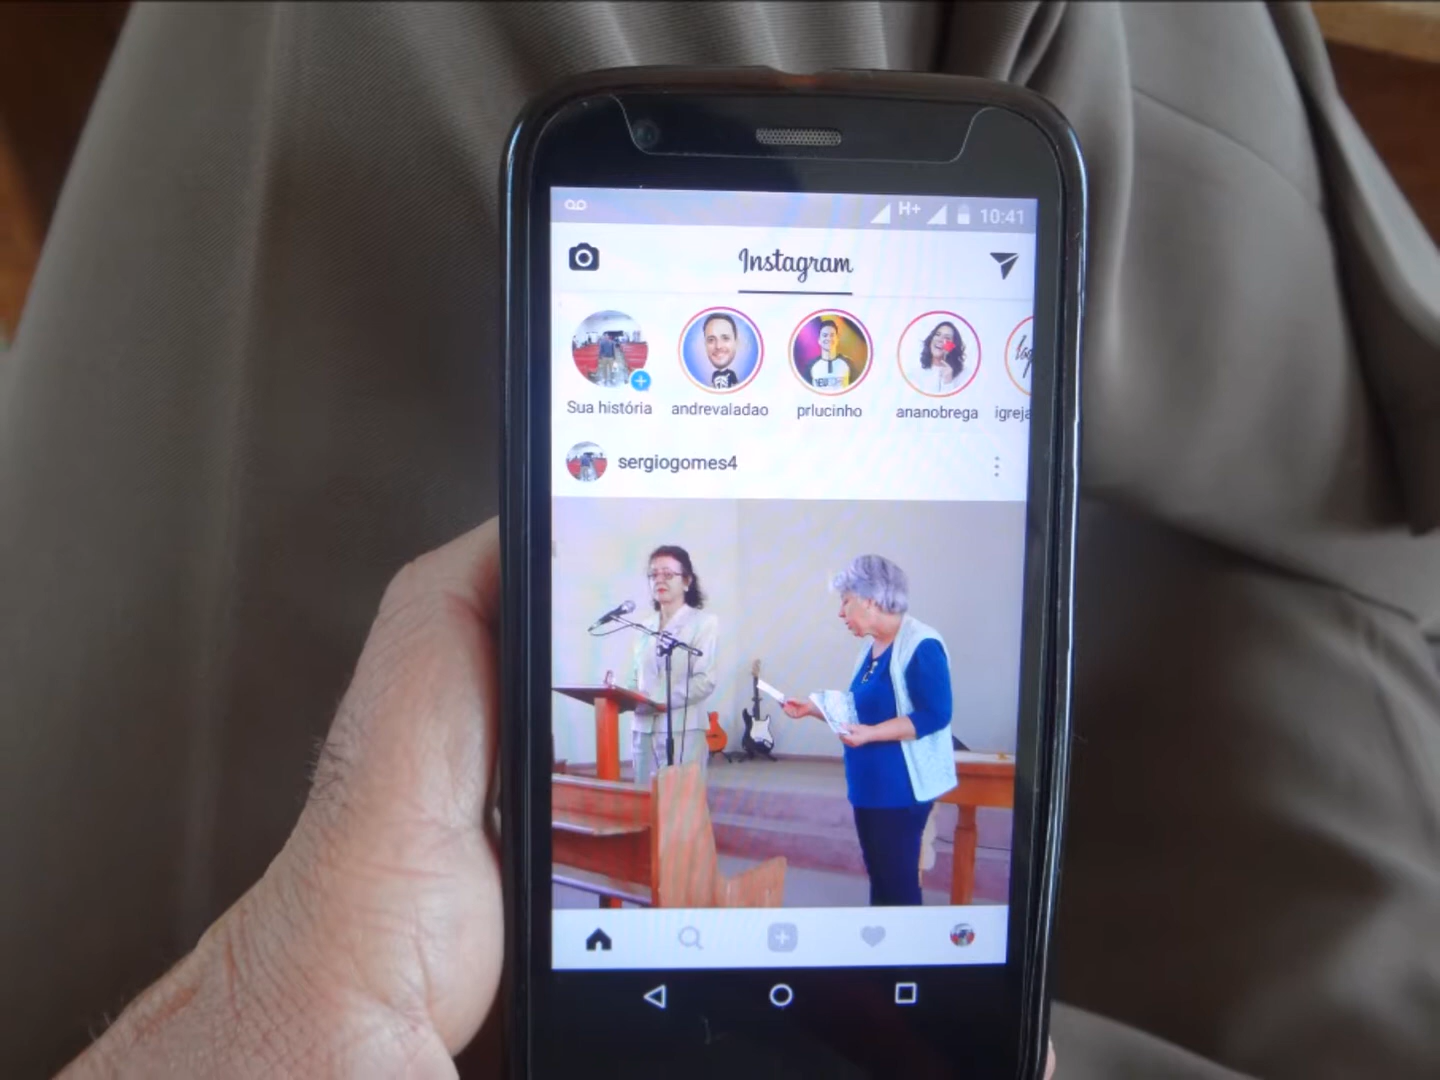 H+ 10:41
Instagram
Sua história andrevaladao prlucinho ananobrega igreja
sergiogomes4